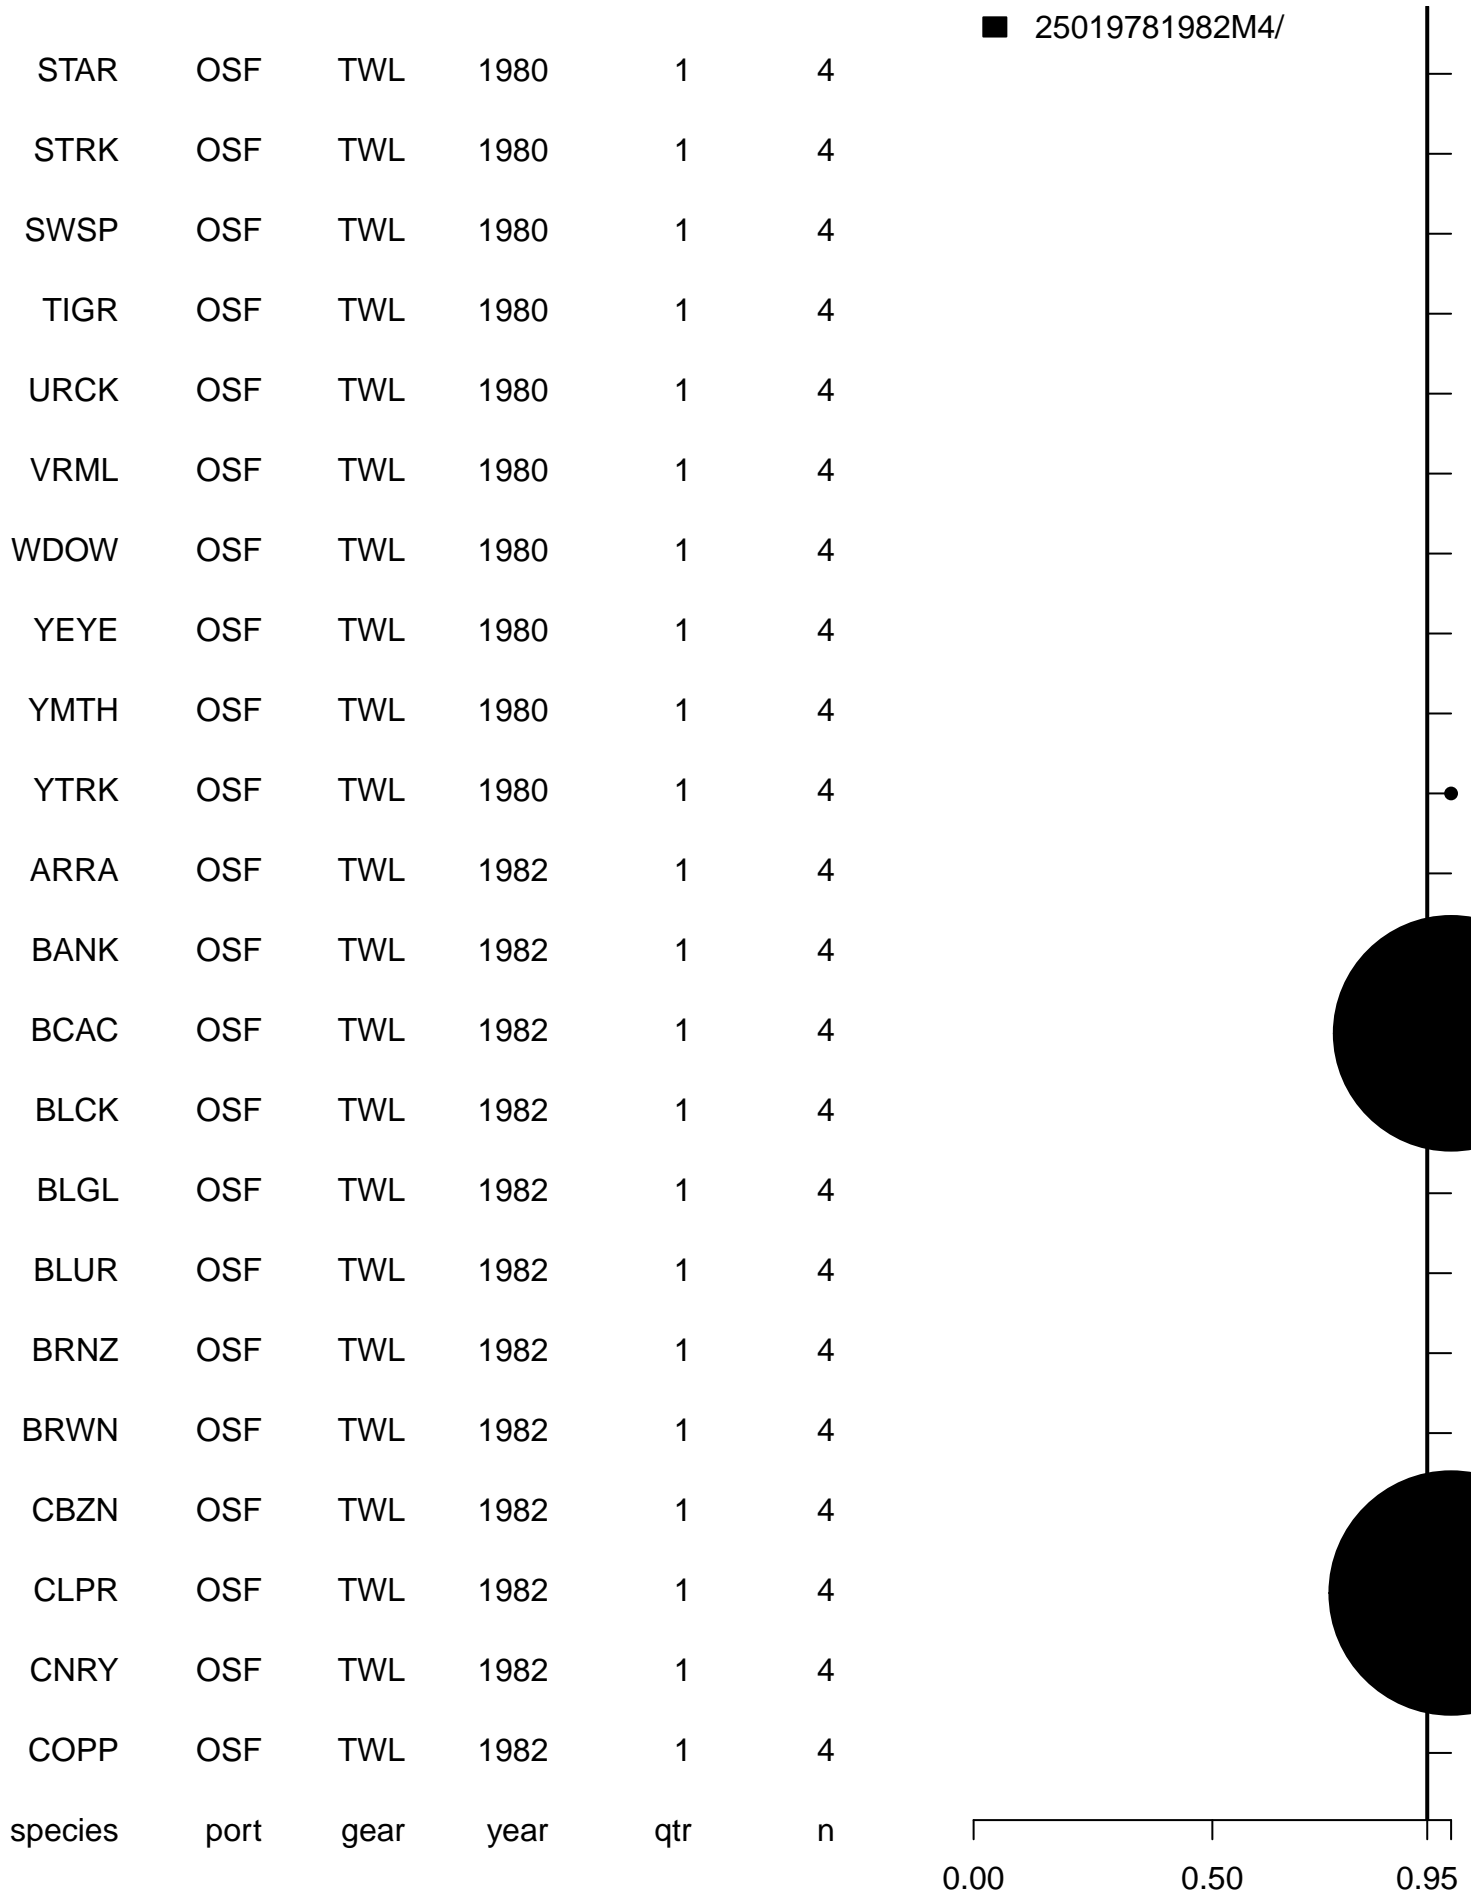 25019781982M4/
STAR OSF TWL 1980 1 4
STRK OSF TWL 1980 1 4
SWSP OSF TWL 1980 1 4
TIGR OSF TWL 1980 1 4
URCK OSF TWL 1980 1 4
VRML OSF TWL 1980 1 4
WDOW OSF TWL 1980 1 4
YEYE OSF TWL 1980 1 4
YMTH OSF TWL 1980 1 4
YTRK OSF TWL 1980 1 4
ARRA OSF TWL 1982 1 4
BANK OSF TWL 1982 1 4
BCAC OSF TWL 1982 1 4
BLCK OSF TWL 1982 1 4
BLGL OSF TWL 1982 1 4
BLUR OSF TWL 1982 1 4
BRNZ OSF TWL 1982 1 4
BRWN OSF TWL 1982 1 4
CBZN OSF TWL 1982 1 4
CLPR OSF TWL 1982 1 4
CNRY OSF TWL 1982 1 4
COPP OSF TWL 1982 1 4
species port gear year qtr n
0.00 0.50 0.95